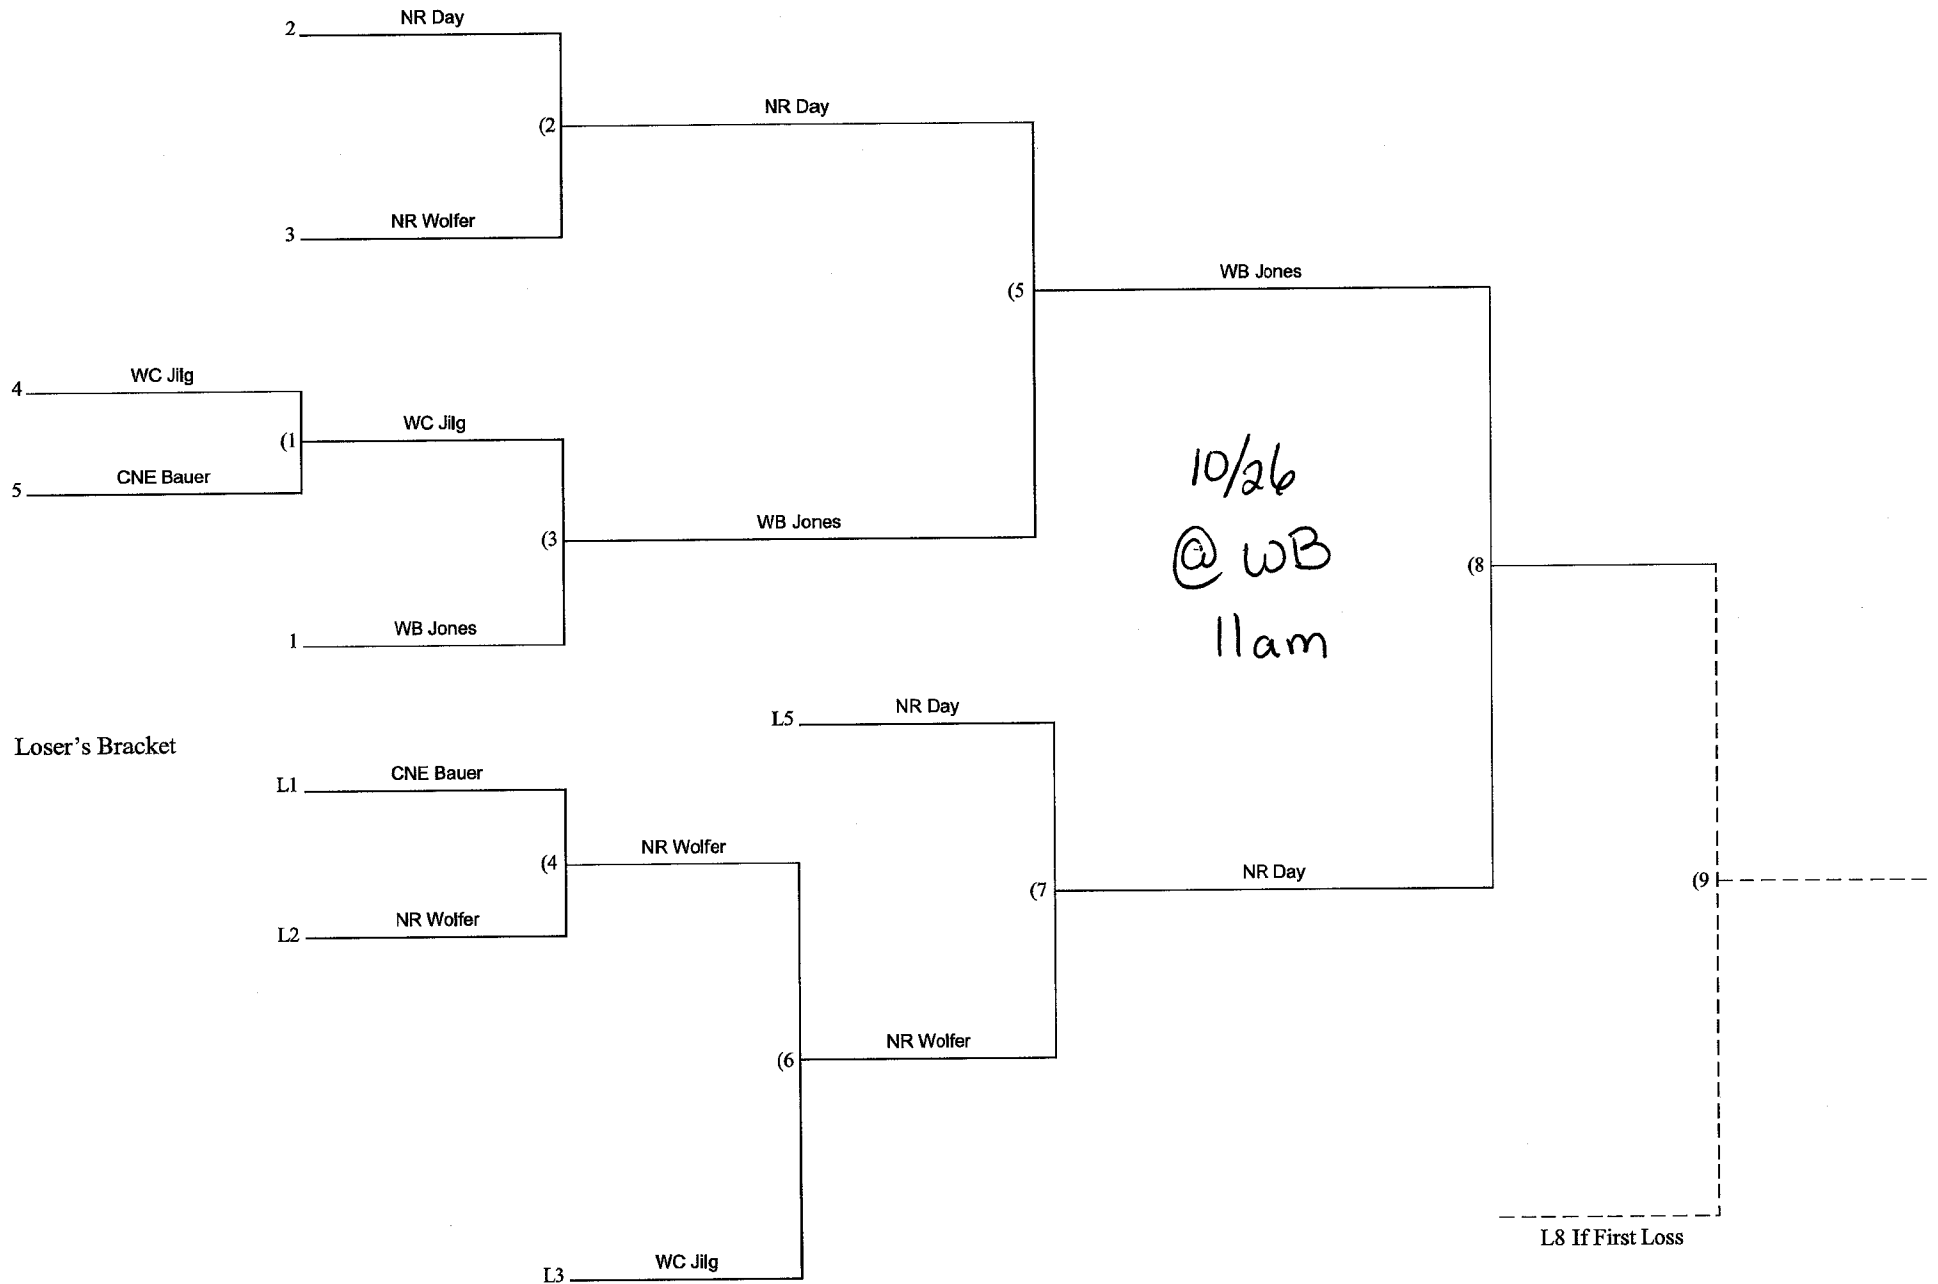 NR Day
2
NR Day
(2
NR Wolfer
3
WB Jones
(5
WC Jilg
4
WC Jilg
(1
CNE Bauer
5
10/26
@ WB
11am
WB Jones
(3
(8
WB Jones
1
NR Day
L5
Loser's Bracket
CNE Bauer
L1
NR Wolfer
(4
NR Day
(7
(9
NR Wolfer
L2
NR Wolfer
(6
L8 If First Loss
WC Jilg
L3